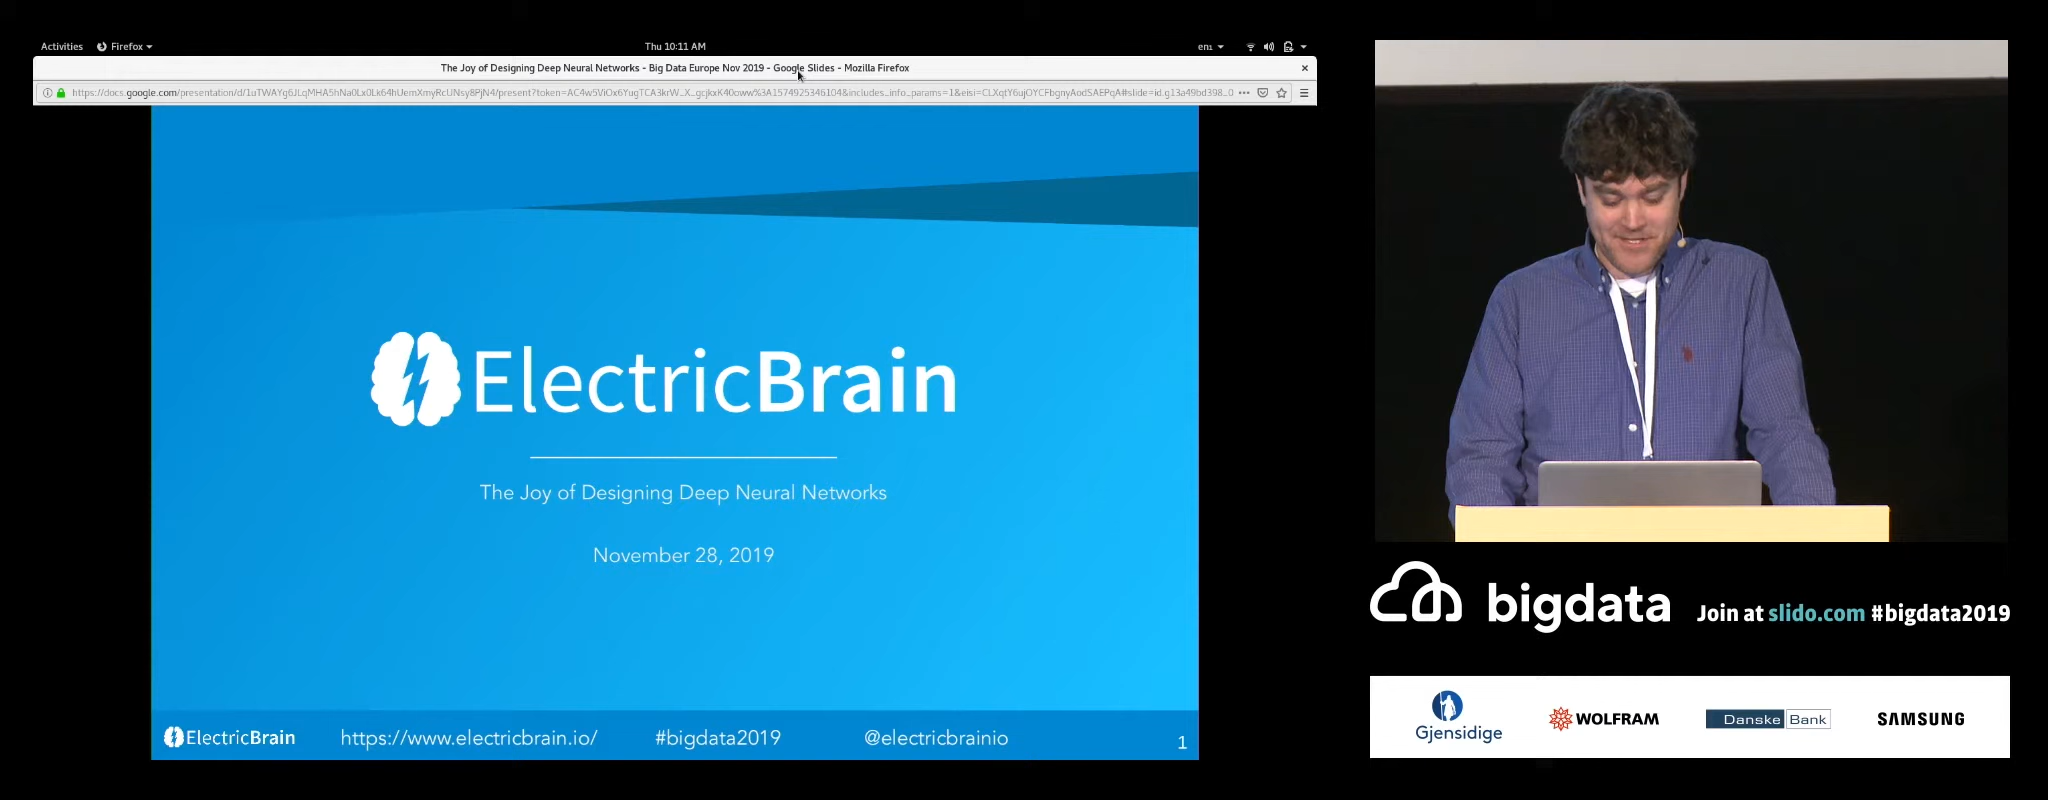 Activities Firefox Thu 10:11 AM en1
The Joy of Designing Deep Neural Networks - Big Data Europe Nov 2019 - Google Slides - Mozilla Firefox
ElectricBrain
The Joy of Designing Deep Neural Networks
November 28, 2019
ElectricBrain https://www.electricbrain.io/ #bigdata2019 @electricbrainio 1
bigdata Join at slido.com #bigdata2019
Gjensidige WOLFRAM Danske Bank SAMSUNG